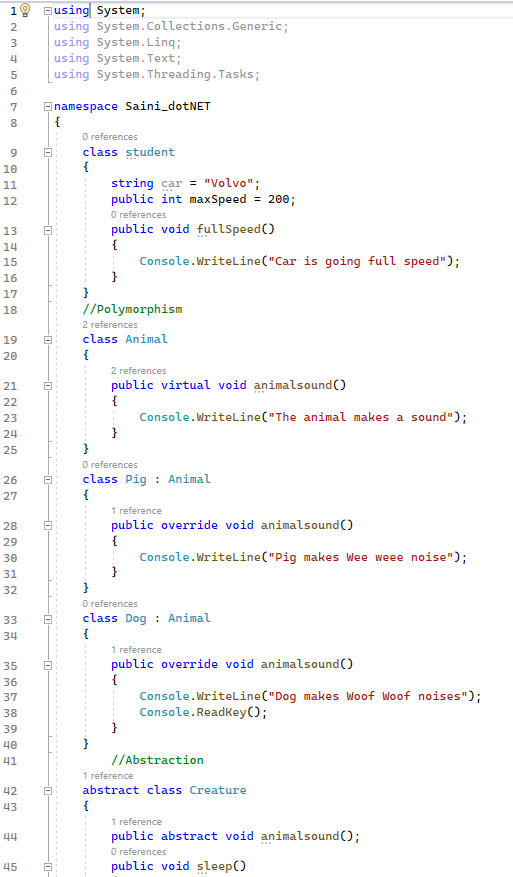 1 using System;
2 using System.Collections.Generic;
3 using System.Linq;
4 using System.Text;
5 using System.Threading.Tasks;
6
7 namespace Saini_dotNET
8 {
0 references
9 class student
10 {
11 string car = "Volvo";
12 public int maxSpeed = 200;
0 references
13 public void fullSpeed()
14 {
15 Console.WriteLine("Car is going full speed");
16 }
17 }
18 //Polymorphism
2 references
19 class Animal
20 {
2 references
21 public virtual void animalsound()
22 {
23 Console.WriteLine("The animal makes a sound");
24 }
25 }
0 references
26 class Pig : Animal
27 {
1 reference
28 public override void animalsound()
29 {
30 Console.WriteLine("Pig makes Wee weee noise");
31 }
32 }
0 references
33 class Dog : Animal
34 {
1 reference
35 public override void animalsound()
36 {
37 Console.WriteLine("Dog makes Woof Woof noises");
38 Console.ReadKey();
39 }
40 }
41 //Abstraction
1 reference
42 abstract class Creature
43 {
1 reference
44 public abstract void animalsound();
0 references
45 public void sleep()